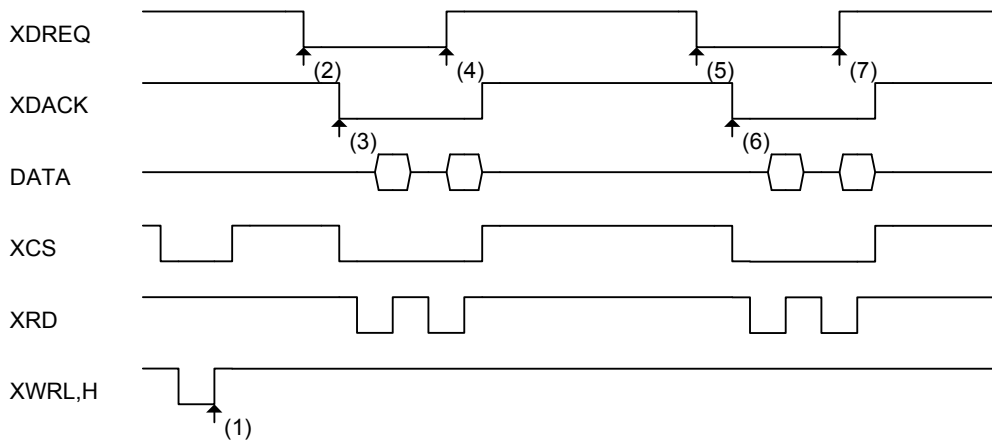 XDREQ
(2)
(4)
(5)
(7)
XDACK
(3)
(6)
DATA
XCS
XRD
XWRL,H
(1)